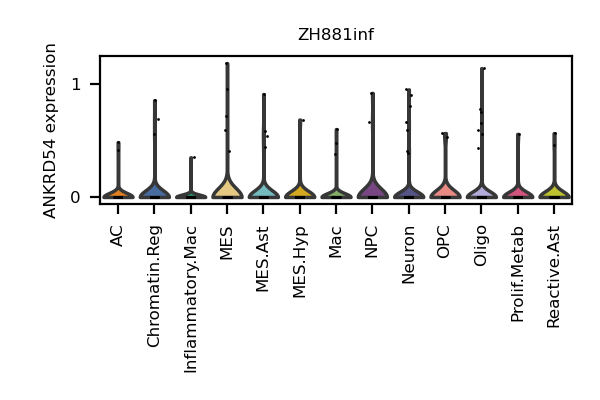 ZH881inf
ANKRD54 expression
1
0
AC
Chromatin.Reg
Inflammatory.Mac
MES
MES.Ast
MES.Hyp
Mac
NPC
Neuron
OPC
Oligo
Prolif.Metab
Reactive.Ast